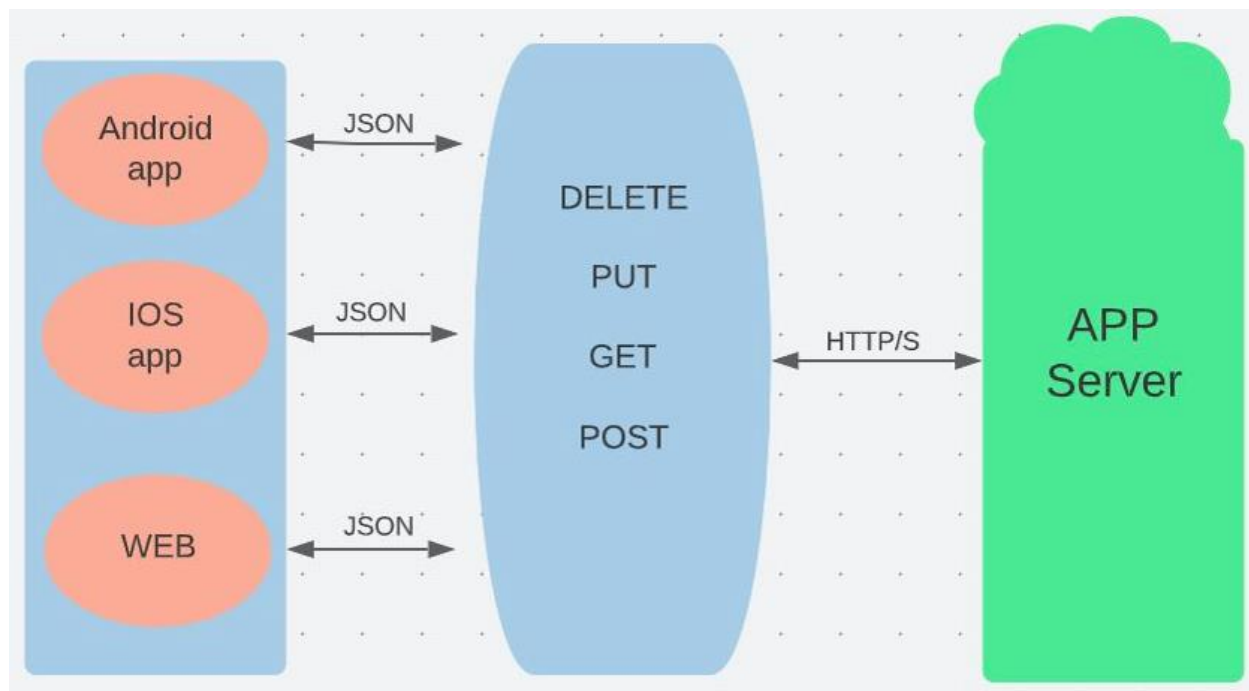 Android
app
JSON
IOS
app
JSON
WEB
JSON
DELETE
PUT
GET
POST
HTTP/S
APP
Server